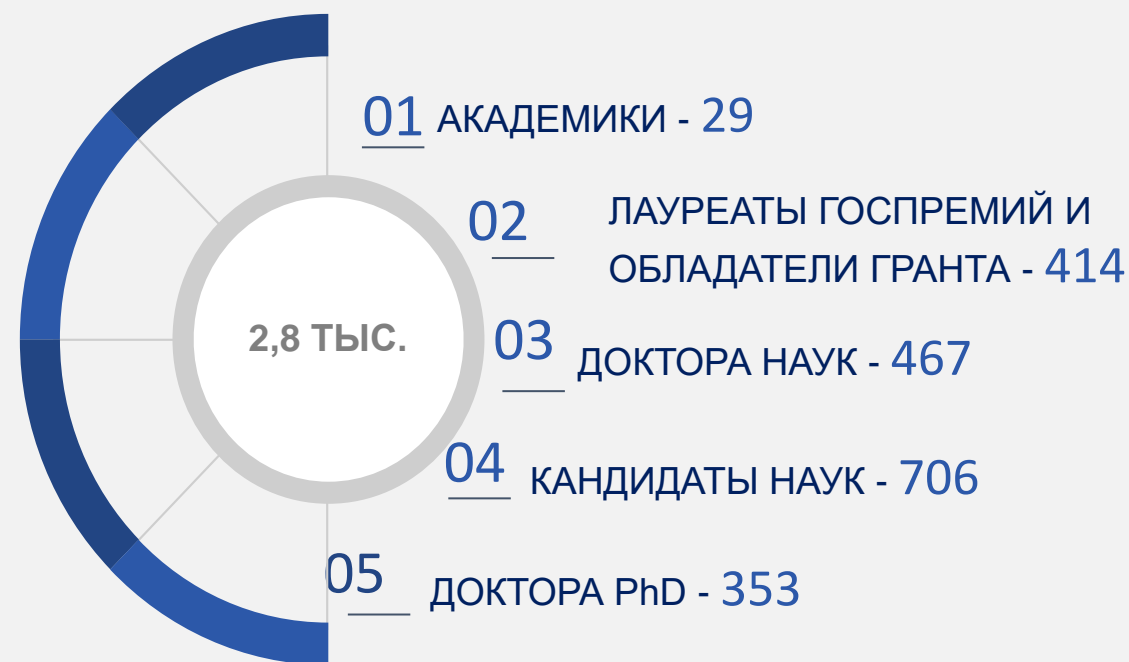 01 АКАДЕМИКИ - 29
02 ЛАУРЕАТЫ ГОСПРЕМИЙ И
ОБЛАДАТЕЛИ ГРАНТА - 414
2,8 ТЫС.
03 ДОКТОРА НАУК - 467
04 КАНДИДАТЫ НАУК - 706
05 ДОКТОРА PhD - 353